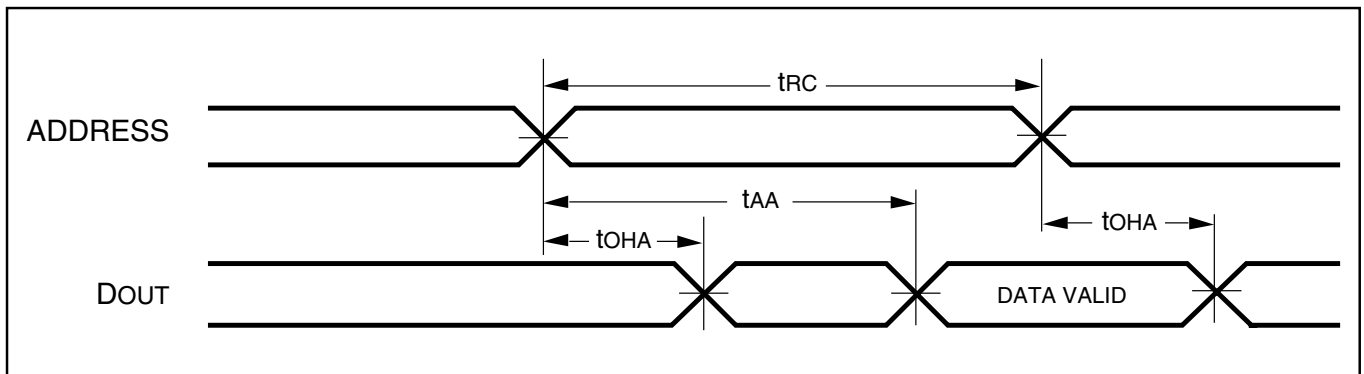 tRC
ADDRESS
tAA
tOHA
tOHA
DOUT
DATA VALID